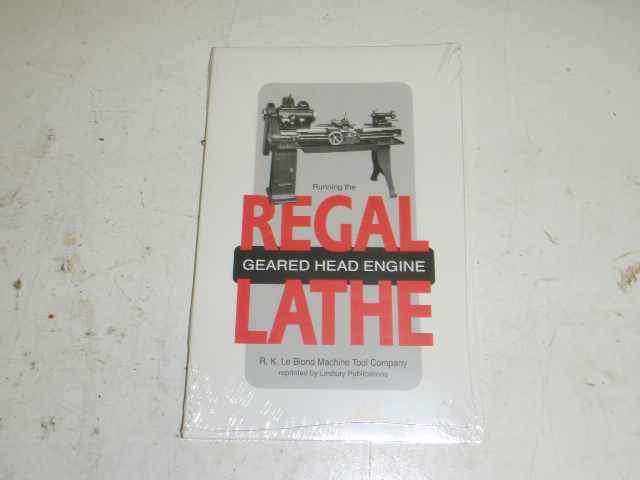 Running the
REGAL
GEARED HEAD ENGINE
LATHE
R. K. Le Blond Machine Tool Company
reprinted by Lindsay Publications